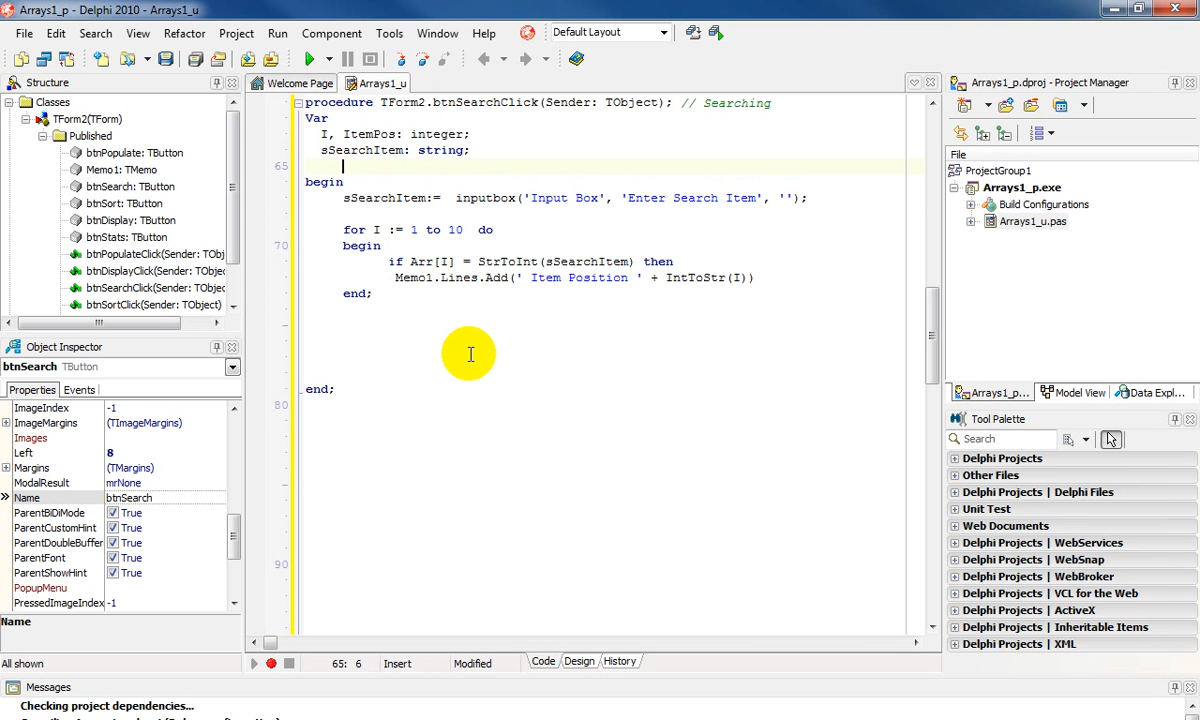 Arrays1_p - Delphi 2010 - Arrays1_u
File Edit Search View Refactor Project Run Component Tools Window Help
Default Layout
Structure
Classes
TForm2(TForm)
Published
btnPopulate: TButton
Memo1: TMemo
btnSearch: TButton
btnSort: TButton
btnDisplay: TButton
btnStats: TButton
btnPopulateClick(Sender: TObj
btnDisplayClick(Sender: TObje
btnSearchClick(Sender: TObjec
btnSortClick(Sender: TObject)
Object Inspector
btnSearch TButton
Properties Events
ImageIndex -1
ImageMargins (TImageMargins)
Images
Left 8
Margins (TMargins)
ModalResult mrNone
Name btnSearch
ParentBiDiMode True
ParentCustomHint True
ParentDoubleBuffer True
ParentFont True
ParentShowHint True
PopupMenu
PressedImageIndex -1
Name
All shown
Welcome Page Arrays1_u
procedure TForm2.btnSearchClick(Sender: TObject); // Searching
Var
I, ItemPos: integer;
sSearchItem: string;
65
begin
sSearchItem:= inputbox('Input Box', 'Enter Search Item', '');
for I := 1 to 10 do
70 begin
if Arr[I] = StrToInt(sSearchItem) then
Memo1.Lines.Add(' Item Position ' + IntToStr(I))
end;
end;
80
90
65: 6 Insert Modified Code Design History
Arrays1_p.dproj - Project Manager
File
ProjectGroup1
Arrays1_p.exe
Build Configurations
Arrays1_u.pas
Arrays1_p... Model View Data Expl...
Tool Palette
Search
Delphi Projects
Other Files
Delphi Projects | Delphi Files
Unit Test
Web Documents
Delphi Projects | WebServices
Delphi Projects | WebSnap
Delphi Projects | WebBroker
Delphi Projects | VCL for the Web
Delphi Projects | ActiveX
Delphi Projects | Inheritable Items
Delphi Projects | XML
Messages
Checking project dependencies...